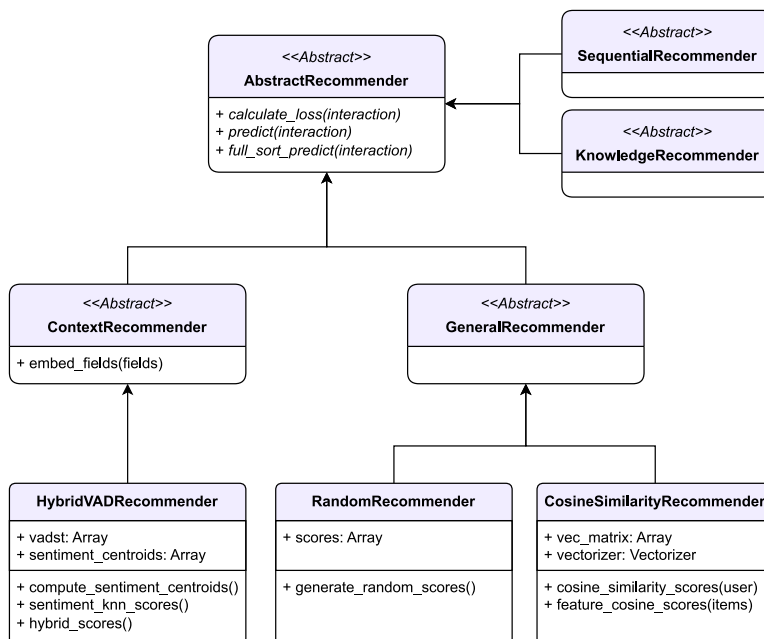 <<Abstract>>
AbstractRecommender
+ calculate_loss(interaction)
+ predict(interaction)
+ full_sort_predict(interaction)
<<Abstract>>
SequentialRecommender
<<Abstract>>
KnowledgeRecommender
<<Abstract>>
ContextRecommender
+ embed_fields(fields)
<<Abstract>>
GeneralRecommender
HybridVADRecommender
+ vadst: Array
+ sentiment_centroids: Array
+ compute_sentiment_centroids()
+ sentiment_knn_scores()
+ hybrid_scores()
RandomRecommender
+ scores: Array
+ generate_random_scores()
CosineSimilarityRecommender
+ vec_matrix: Array
+ vectorizer: Vectorizer
+ cosine_similarity_scores(user)
+ feature_cosine_scores(items)